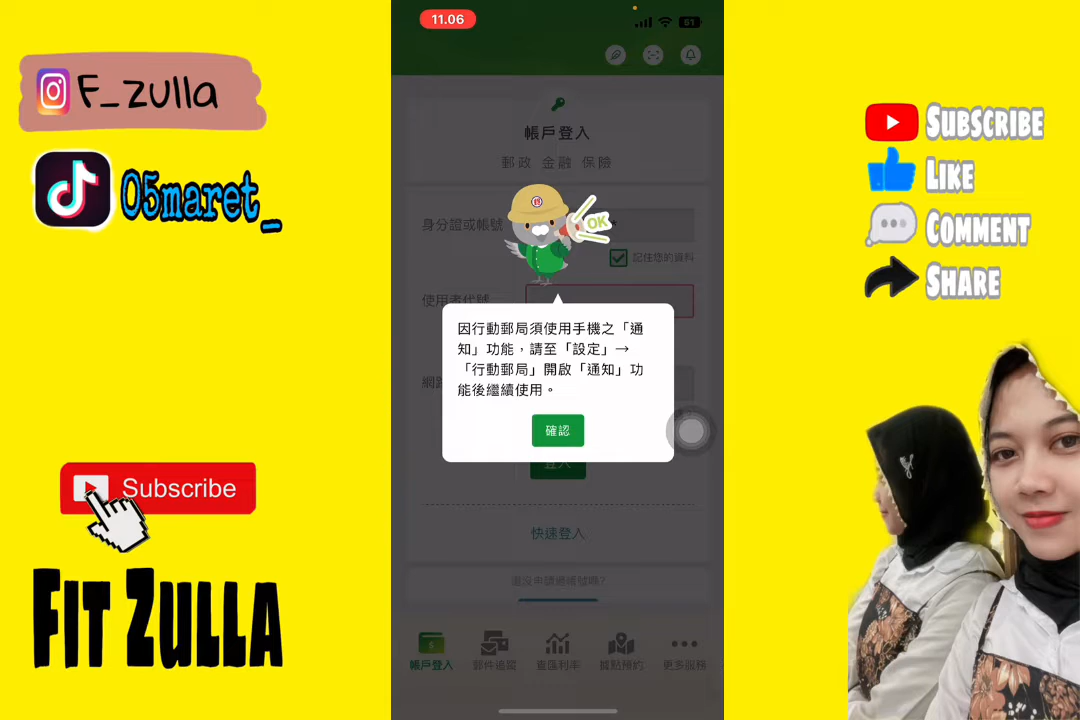 F_zulla
05maret_
Subscribe
FIT ZULLA
11.06
51
帳戶登入
郵政 金融 保險
OK
身分證或帳號
記住您的資料
使用者代號
因行動郵局須使用手機之「通
知」功能，請至「設定」→
「行動郵局」開啟「通知」功
能後繼續使用。
確認
登入
快速登入
還沒申請過帳號嗎?
帳戶登入
郵件追蹤
查匯利率
據點預約
更多服務
SUBSCRIBE
LIKE
COMMENT
SHARE